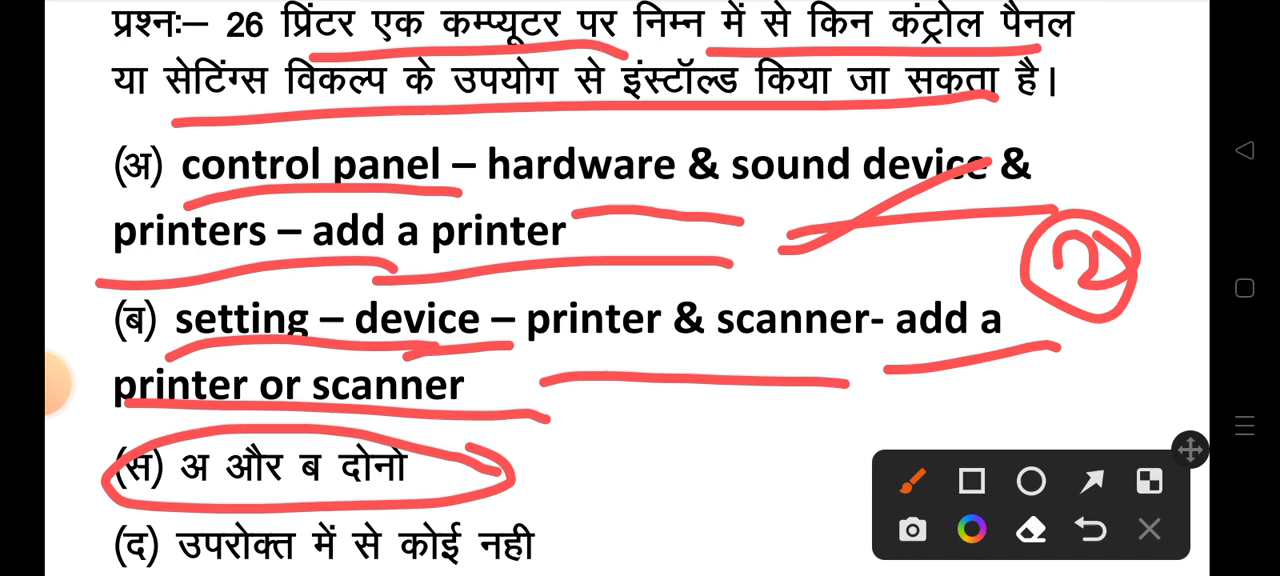 प्रश्नः– 26 प्रिंटर एक कम्प्यूटर पर निम्न में से किन कंट्रोल पैनल
या सेटिंग्स विकल्प के उपयोग से इंस्टॉल्ड किया जा सकता है।
(अ) control panel – hardware & sound device &
printers – add a printer
(ब) setting – device – printer & scanner- add a
printer or scanner
(स) अ और ब दोनो
(द) उपरोक्त में से कोई नही